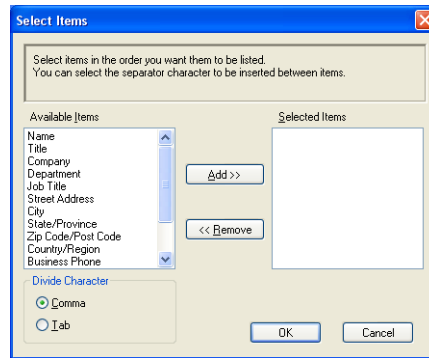 Select Items
Select items in the order you want them to be listed.
You can select the separator character to be inserted between items.
Available Items
Selected Items
Name
Title
Company
Department
Job Title
Street Address
City
State/Province
Zip Code/Post Code
Country/Region
Business Phone
Add >>
<< Remove
Divide Character
Comma
Tab
OK
Cancel